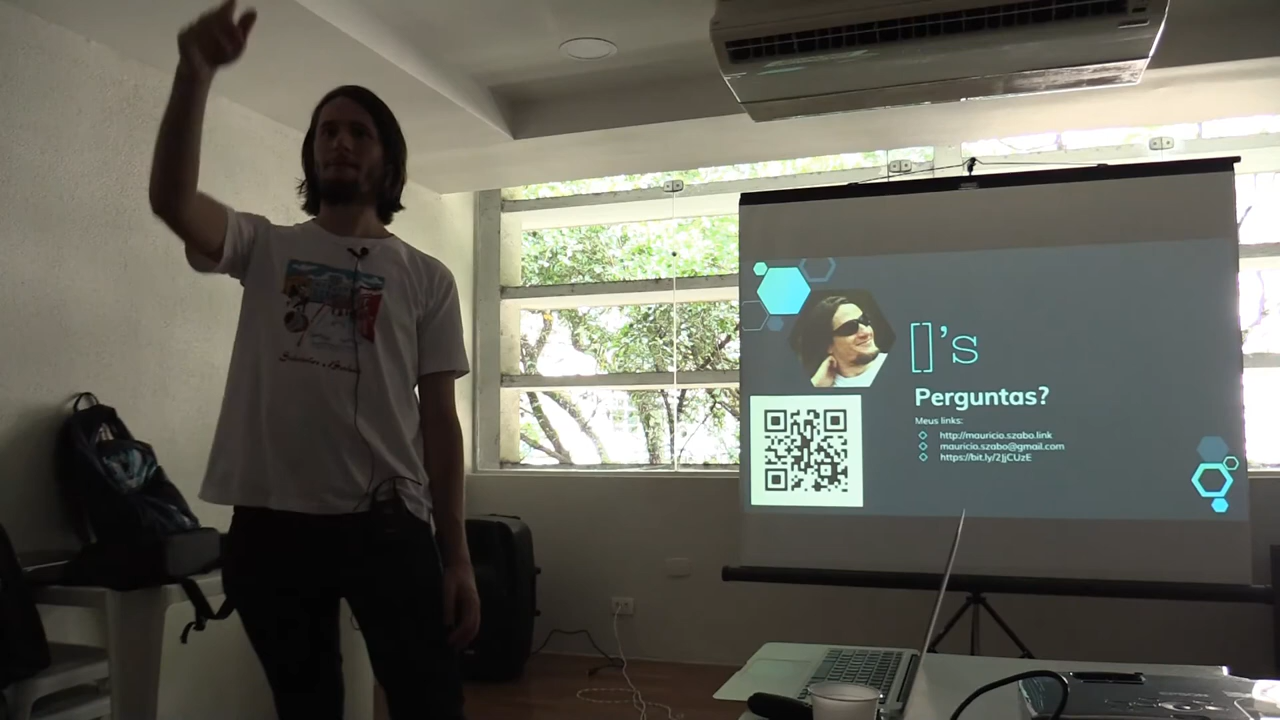 []'s
Perguntas?
Meus links:
http://mauricio.szabo.link
mauricio.szabo@gmail.com
https://bit.ly/2JjCUzE